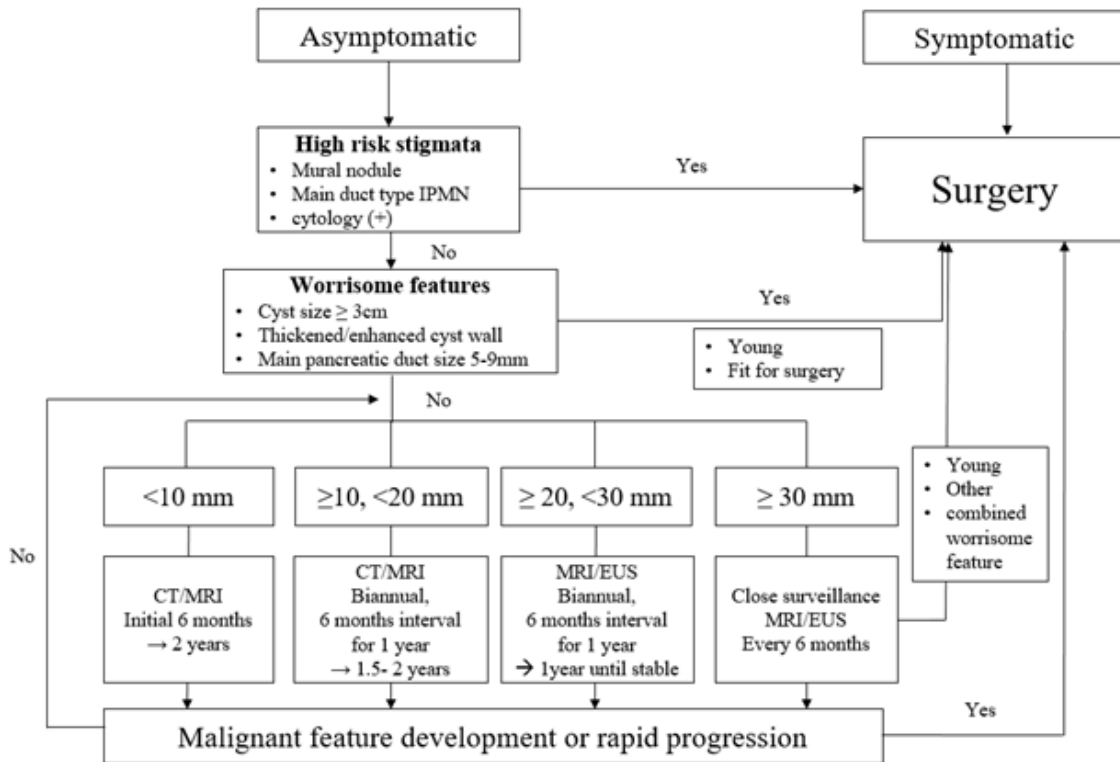 Asymptomatic
Symptomatic
High risk stigmata
• Mural nodule
• Main duct type IPMN
• cytology (+)
Yes
Surgery
No
Worrisome features
• Cyst size ≥ 3cm
• Thickened/enhanced cyst wall
• Main pancreatic duct size 5-9mm
Yes
• Young
• Fit for surgery
No
<10 mm
≥10, <20 mm
≥ 20, <30 mm
≥ 30 mm
• Young
• Other
• combined
worrisome
feature
No
CT/MRI
Initial 6 months
→ 2 years
CT/MRI
Biannual,
6 months interval
for 1 year
→ 1.5- 2 years
MRI/EUS
Biannual,
6 months interval
for 1 year
→ 1year until stable
Close surveillance
MRI/EUS
Every 6 months
Yes
Malignant feature development or rapid progression